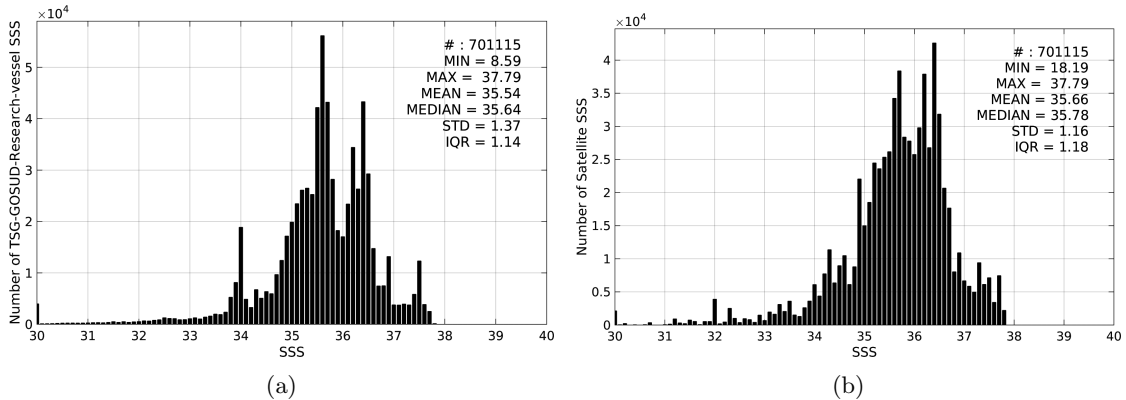 ×10⁴
Number of TSG-GOSUD-Research-vessel SSS
5
4
3
2
1
0
# : 701115
MIN = 8.59
MAX = 37.79
MEAN = 35.54
MEDIAN = 35.64
STD = 1.37
IQR = 1.14
30 31 32 33 34 35 36 37 38 39 40
SSS
(a)
×10⁴
Number of Satellite SSS
4
3.5
3
2.5
2
1.5
1
0.5
0
# : 701115
MIN = 18.19
MAX = 37.79
MEAN = 35.66
MEDIAN = 35.78
STD = 1.16
IQR = 1.18
30 31 32 33 34 35 36 37 38 39 40
SSS
(b)